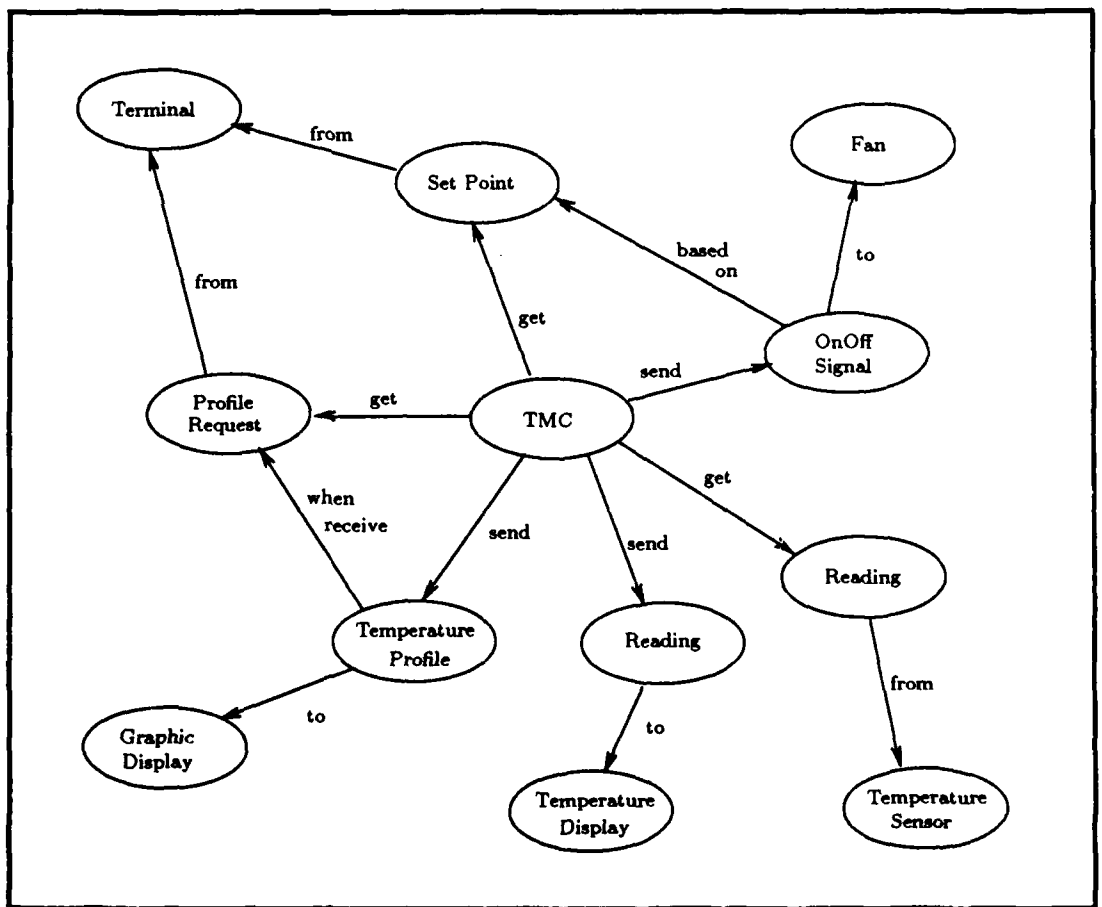 Terminal
from
Fan
Set Point
based
on
to
from
get
OnOff
Signal
send
Profile
Request
get
TMC
get
when
receive
send
send
Reading
Temperature
Profile
Reading
from
to
to
Graphic
Display
Temperature
Display
Temperature
Sensor